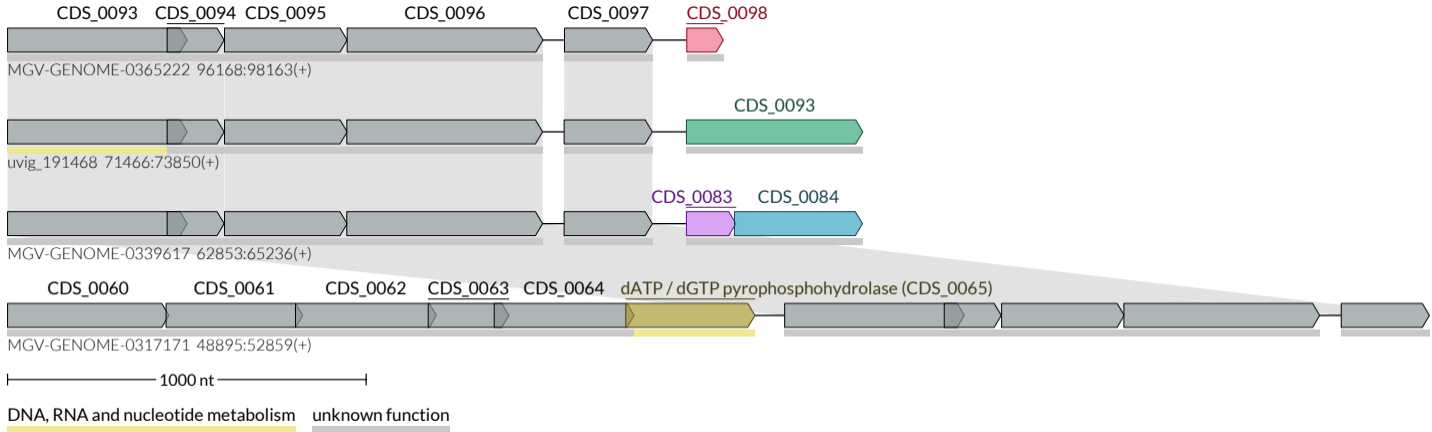 CDS_0093 CDS_0094 CDS_0095 CDS_0096 CDS_0097 CDS_0098
MGV-GENOME-0365222 96168:98163(+)
CDS_0093
uvig_191468 71466:73850(+)
CDS_0083 CDS_0084
MGV-GENOME-0339617 62853:65236(+)
CDS_0060 CDS_0061 CDS_0062 CDS_0063 CDS_0064 dATP / dGTP pyrophosphohydrolase (CDS_0065)
MGV-GENOME-0317171 48895:52859(+)
1000 nt
DNA, RNA and nucleotide metabolism unknown function